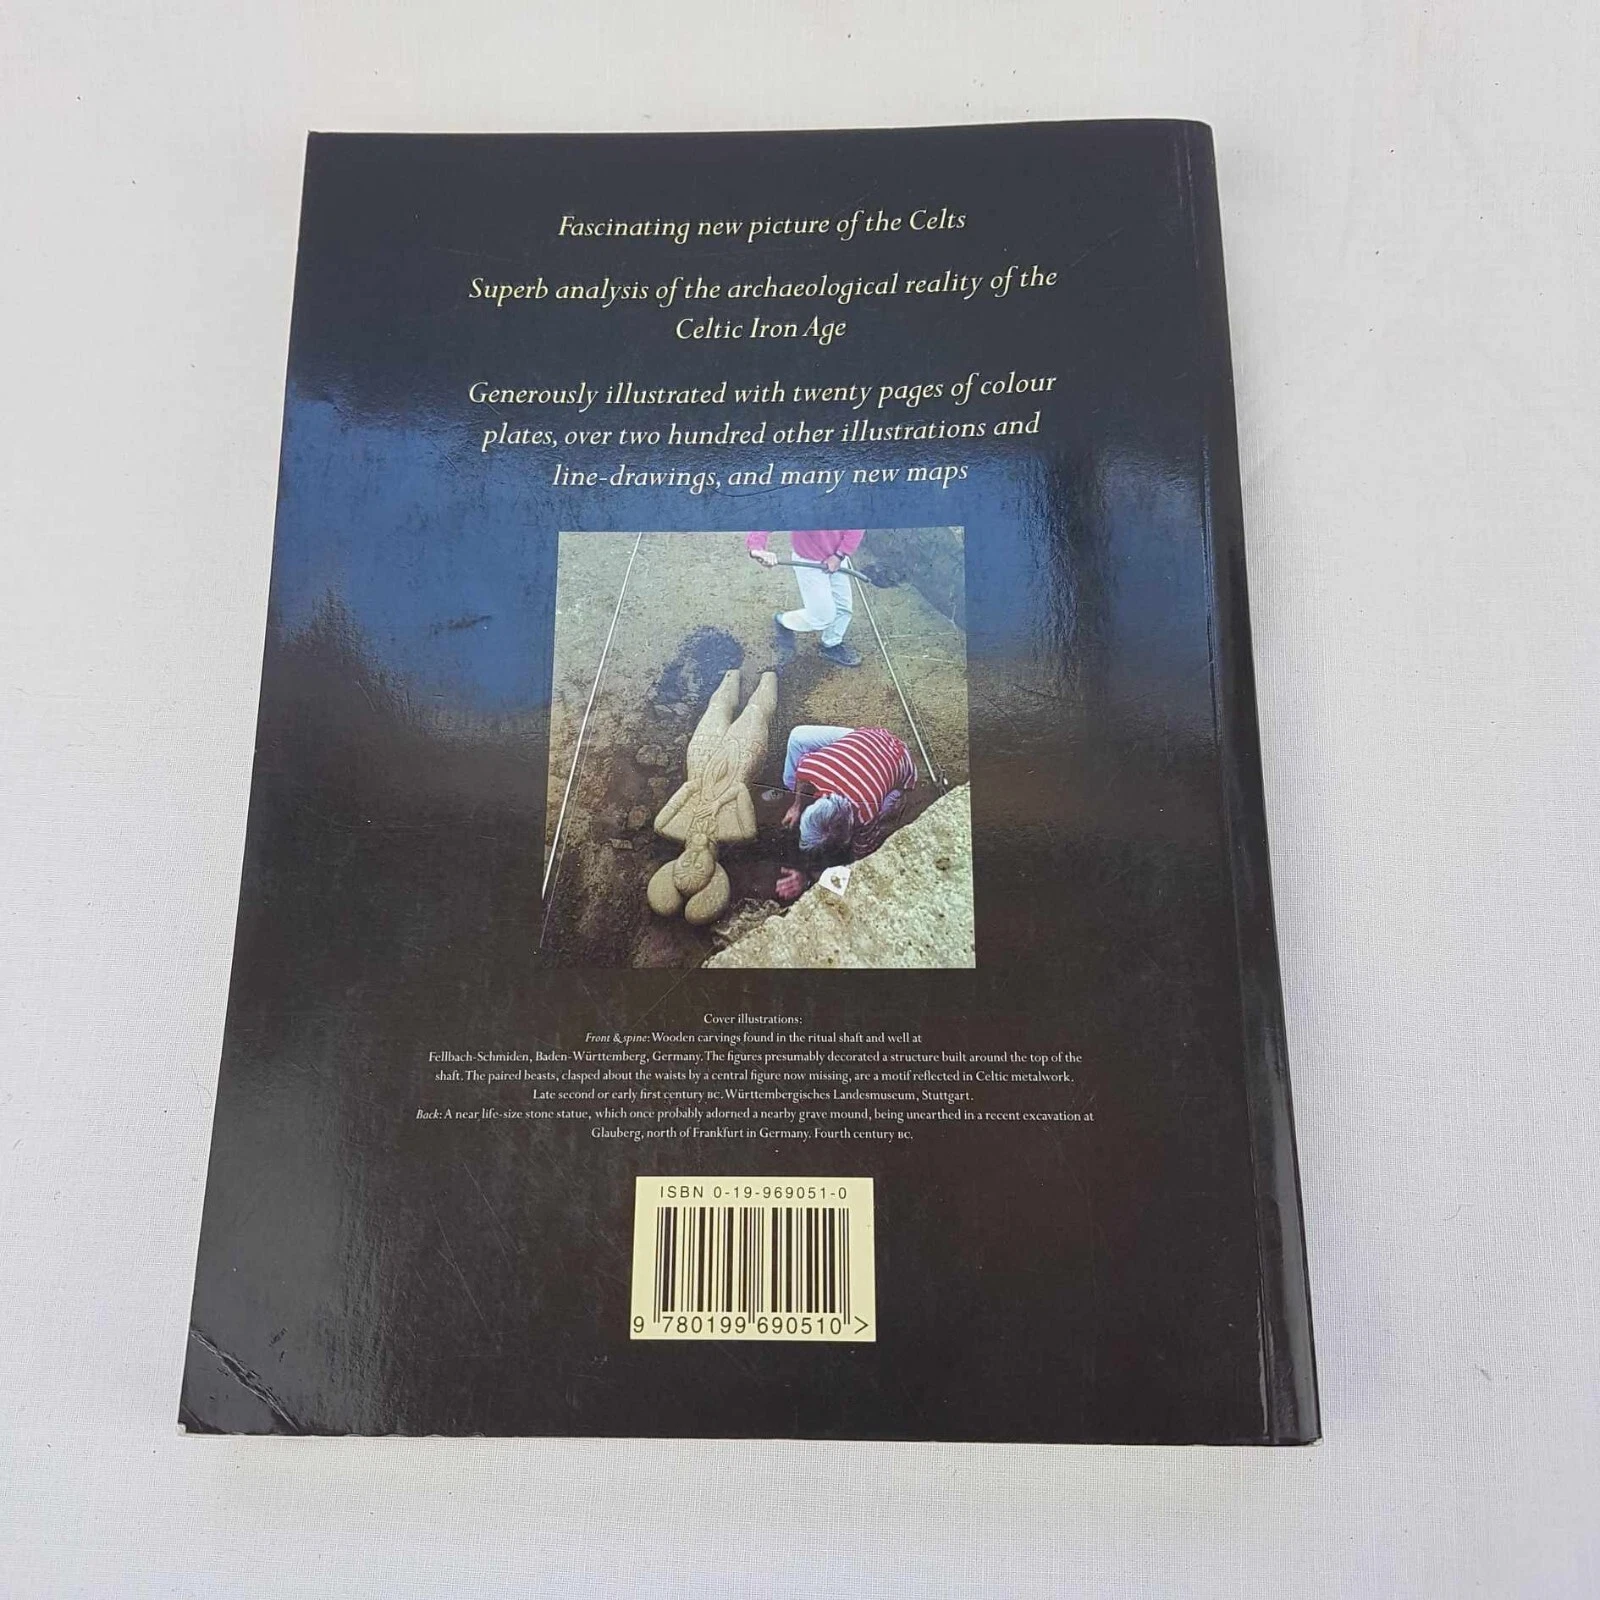 Fascinating new picture of the Celts
Superb analysis of the archaeological reality of the
Celtic Iron Age
Generously illustrated with twenty pages of colour
plates, over two hundred other illustrations and
line-drawings, and many new maps
Cover illustrations:
Front & spine: Wooden carvings found in the ritual shaft and well at
Fellbach-Schmiden, Baden-Württemberg, Germany. The figures presumably decorated a structure built around the top of the
shaft. The paired beasts, clasped about the waists by a central figure now missing, are a motif reflected in Celtic metalwork.
Late second or early first century BC. Württembergisches Landesmuseum, Stuttgart.
Back: A near life-size stone statue, which once probably adorned a nearby grave mound, being unearthed in a recent excavation at
Glauberg, north of Frankfurt in Germany. Fourth century BC.
ISBN 0-19-969051-0
9 780199 690510 >